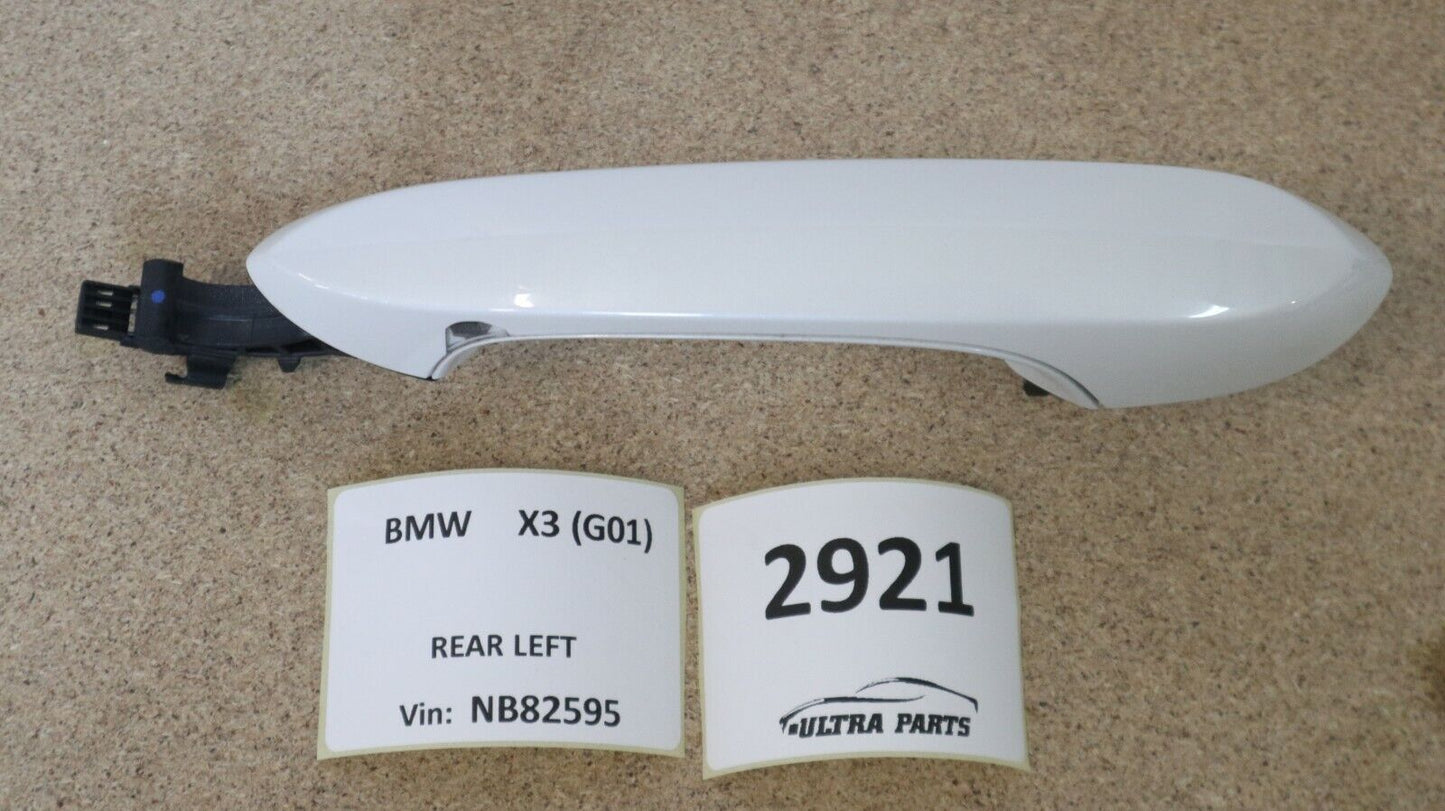 BMW X3 (G01)
REAR LEFT
Vin: NB82595
2921
ULTRA PARTS